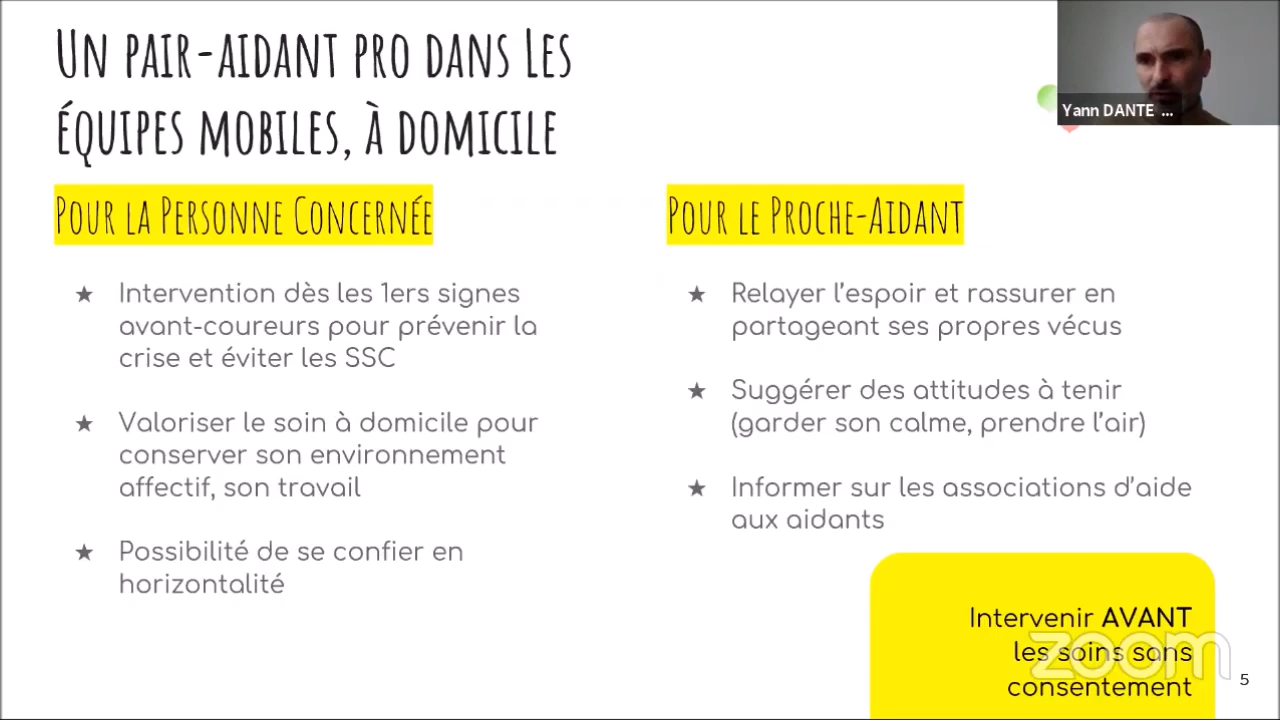 Un pair-aidant pro dans les
équipes mobiles, à domicile
Yann DANTE ...
Pour la Personne Concernée
★ Intervention dès les 1ers signes
avant-coureurs pour prévenir la
crise et éviter les SSC
★ Valoriser le soin à domicile pour
conserver son environnement
affectif, son travail
★ Possibilité de se confier en
horizontalité
Pour le Proche-Aidant
★ Relayer l'espoir et rassurer en
partageant ses propres vécus
★ Suggérer des attitudes à tenir
(garder son calme, prendre l'air)
★ Informer sur les associations d'aide
aux aidants
Intervenir AVANT
les soins sans
consentement
zoom
5